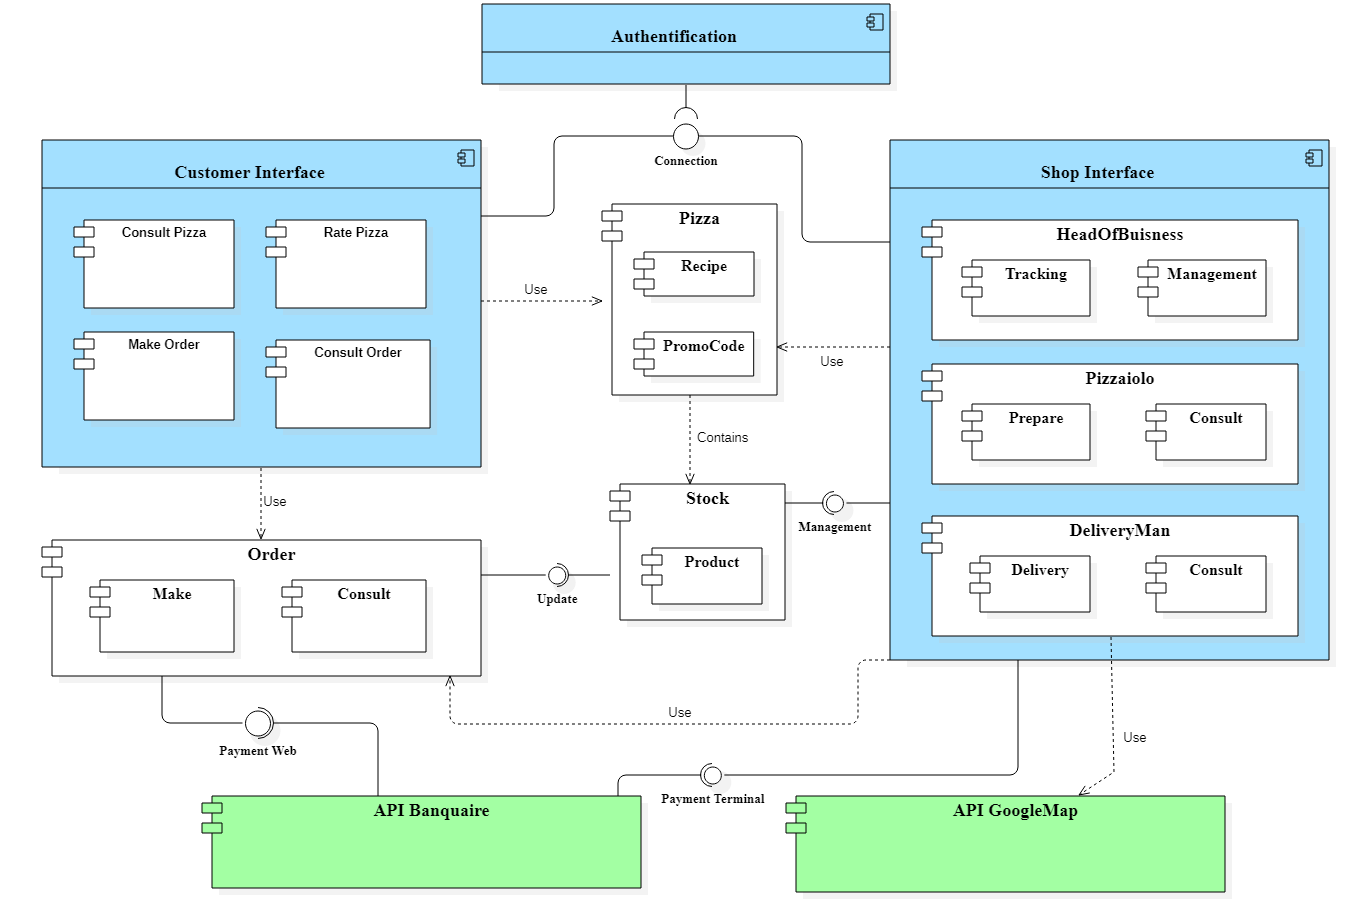 Authentification
Connection
Customer Interface
Consult Pizza
Rate Pizza
Make Order
Consult Order
Use
Pizza
Recipe
PromoCode
Use
Contains
Shop Interface
HeadOfBuisness
Tracking
Management
Pizzaiolo
Prepare
Consult
DeliveryMan
Delivery
Consult
Use
Order
Make
Consult
Update
Stock
Product
Management
Use
Use
Payment Web
Payment Terminal
API Banquaire
API GoogleMap